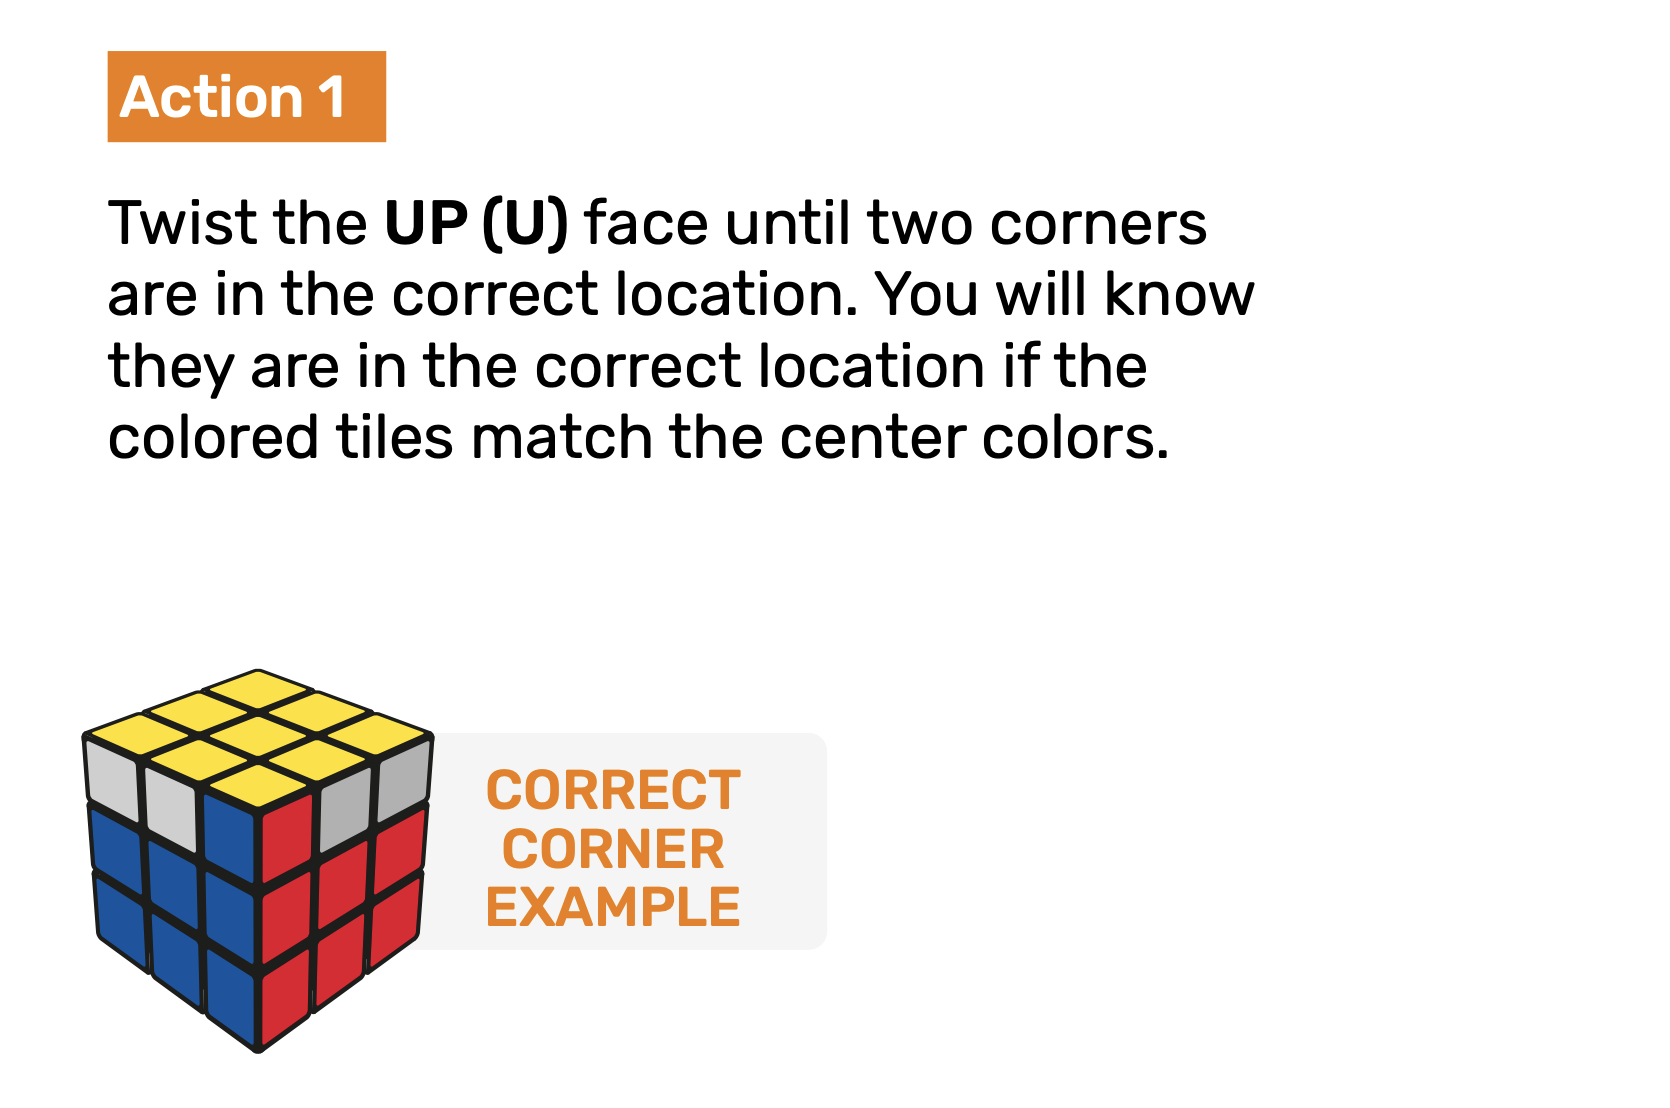 Action 1
Twist the UP (U) face until two corners
are in the correct location. You will know
they are in the correct location if the
colored tiles match the center colors.
CORRECT
CORNER
EXAMPLE